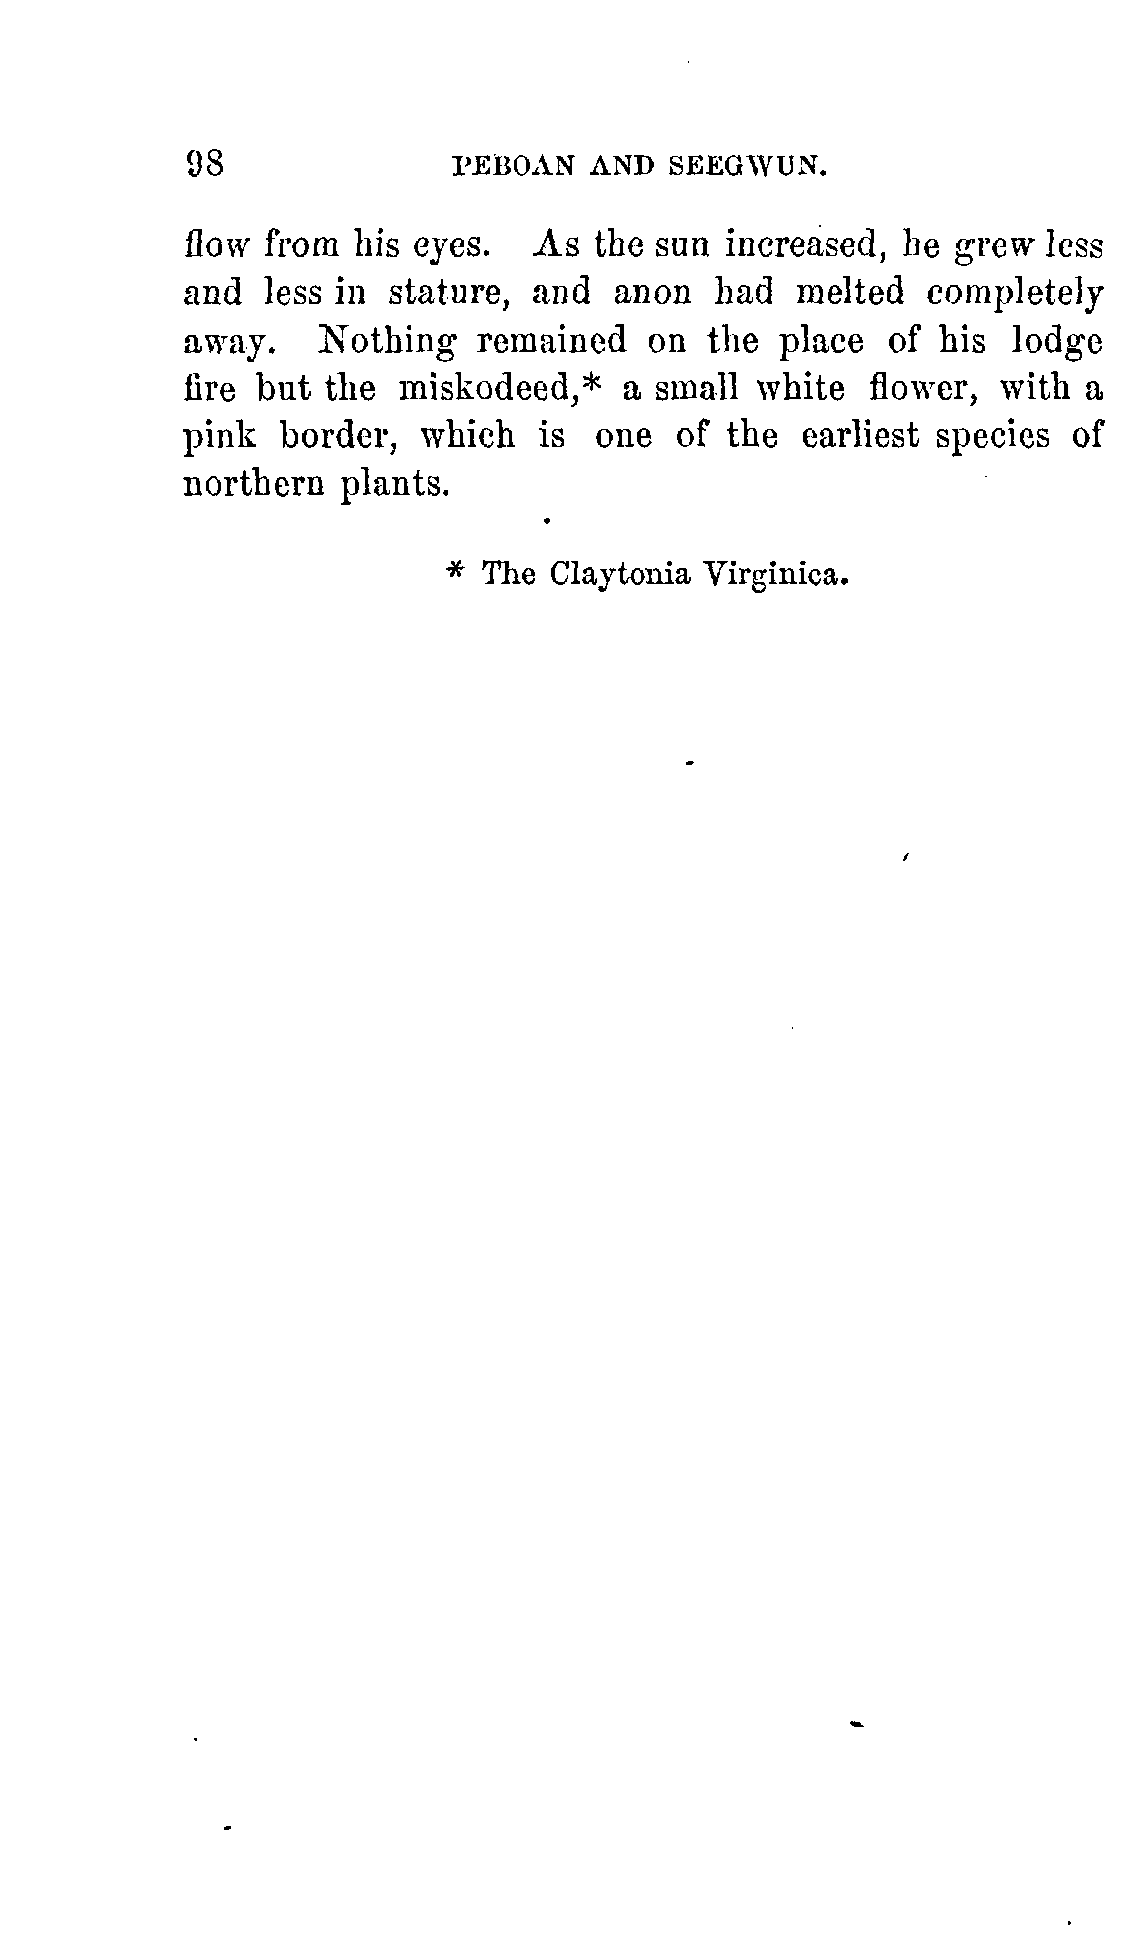 98 PEBOAN AND SEEGWUN.
flow from his eyes. As the sun increased, he grew less
and less in stature, and anon had melted completely
away. Nothing remained on the place of his lodge
fire but the miskodeed,* a small white flower, with a
pink border, which is one of the earliest species of
northern plants.
* The Claytonia Virginica.